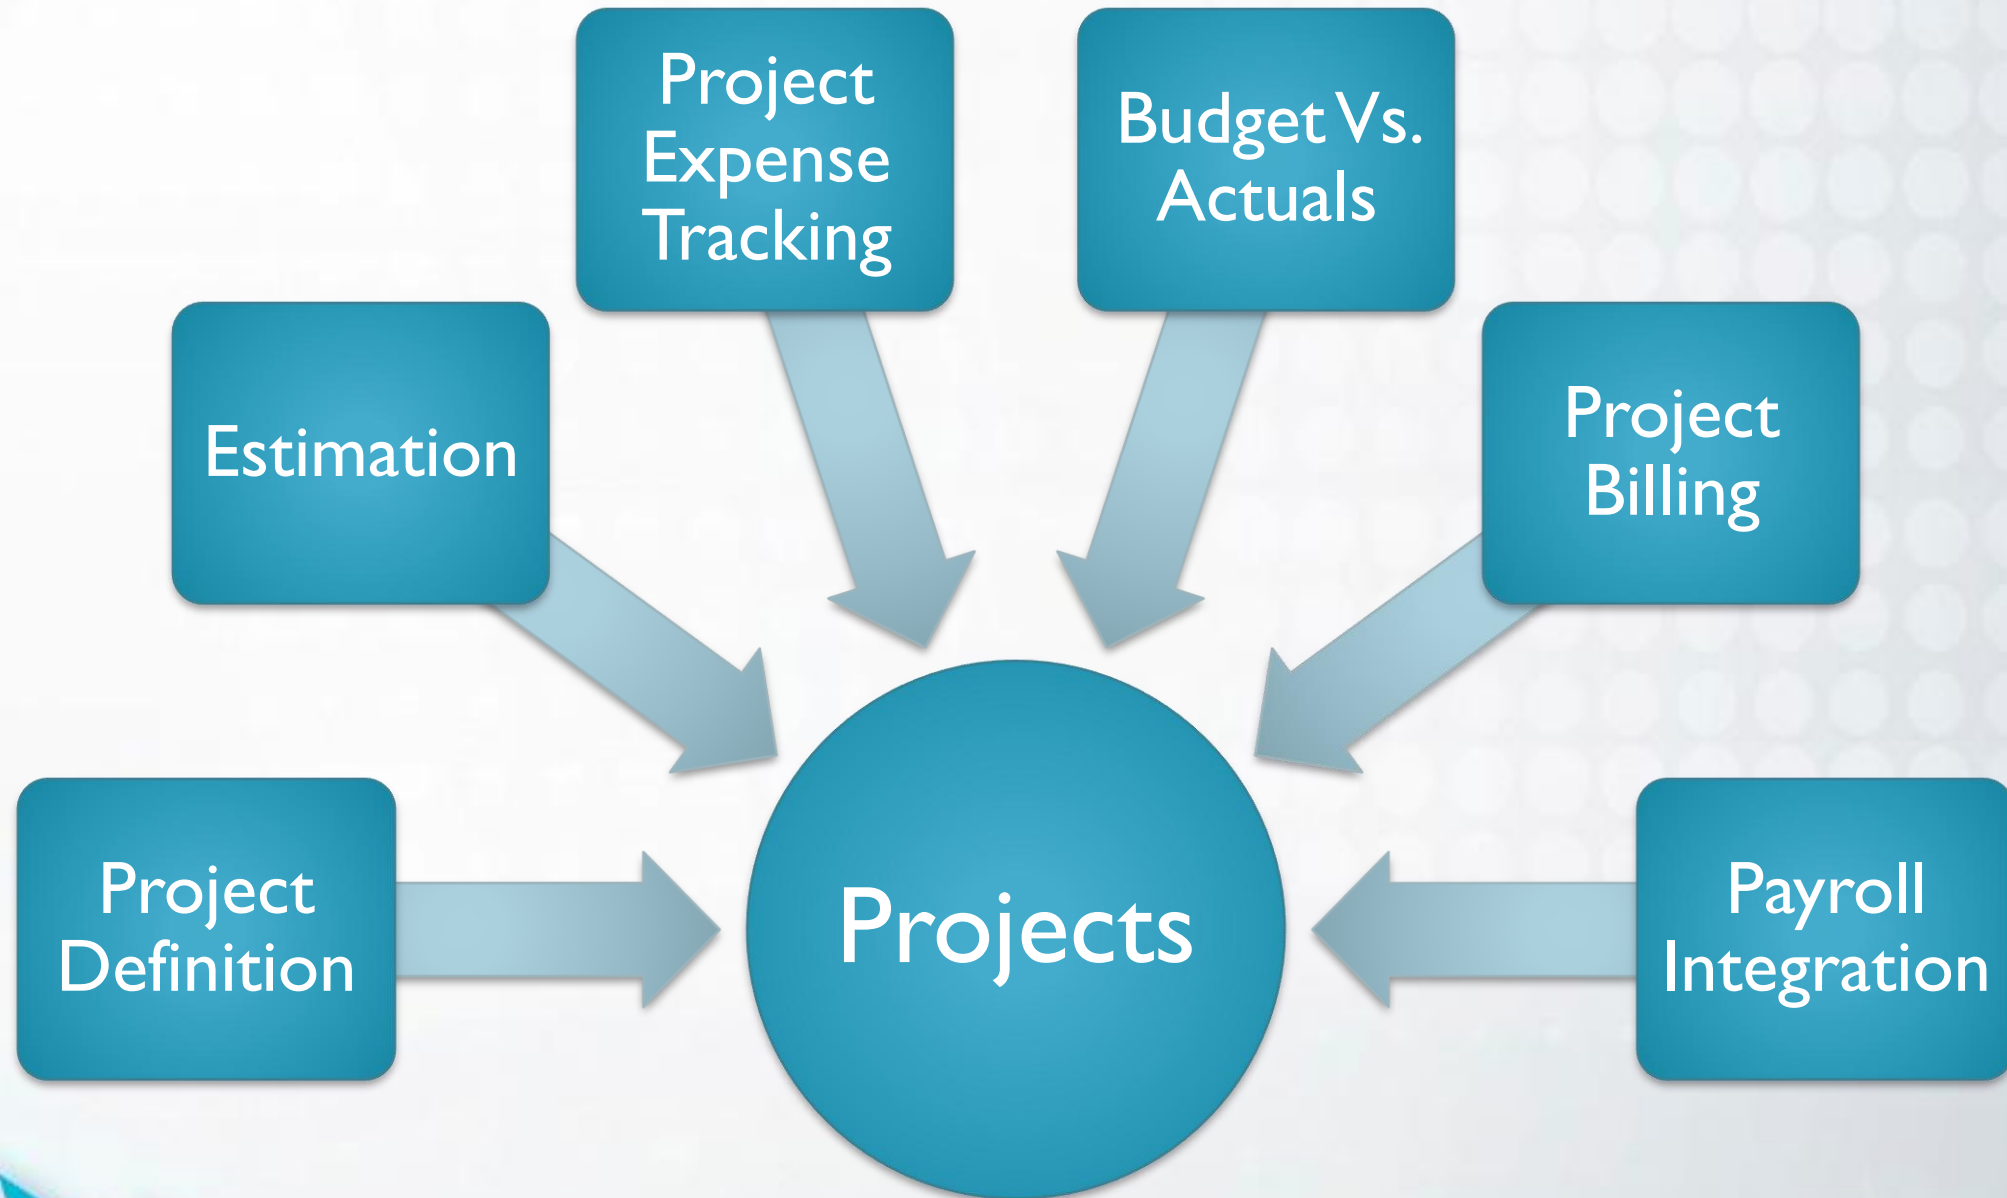 Project
Expense
Tracking
Budget Vs.
Actuals
Estimation
Project
Billing
Project
Definition
Projects
Payroll
Integration